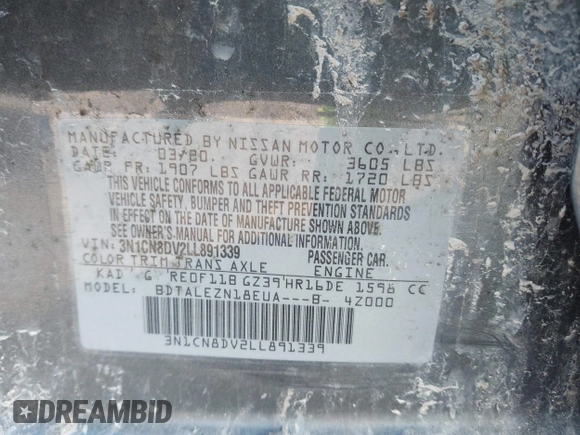 MANUFACTURED BY NISSAN MOTOR CO.,LTD.
DATE: 03/80. GVWR: 3605 LBS
GAWR FR: 1907 LBS GAWR RR: 1720 LBS
THIS VEHICLE CONFORMS TO ALL APPLICABLE FEDERAL MOTOR
VEHICLE SAFETY, BUMPER AND THEFT PREVENTION STANDARDS
IN EFFECT ON THE DATE OF MANUFACTURE SHOWN ABOVE.
SEE OWNER'S MANUAL FOR ADDITIONAL INFORMATION.
VIN: 3N1CN8DV2LL891339 PASSENGER CAR.
COLOR TRIM TRANS AXLE ENGINE
KAD G RE0F11B GZ39 HR16DE 1598 CC
MODEL: BDTALEZN18EUA---B- 4Z000
3N1CN8DV2LL891339
DREAMBID